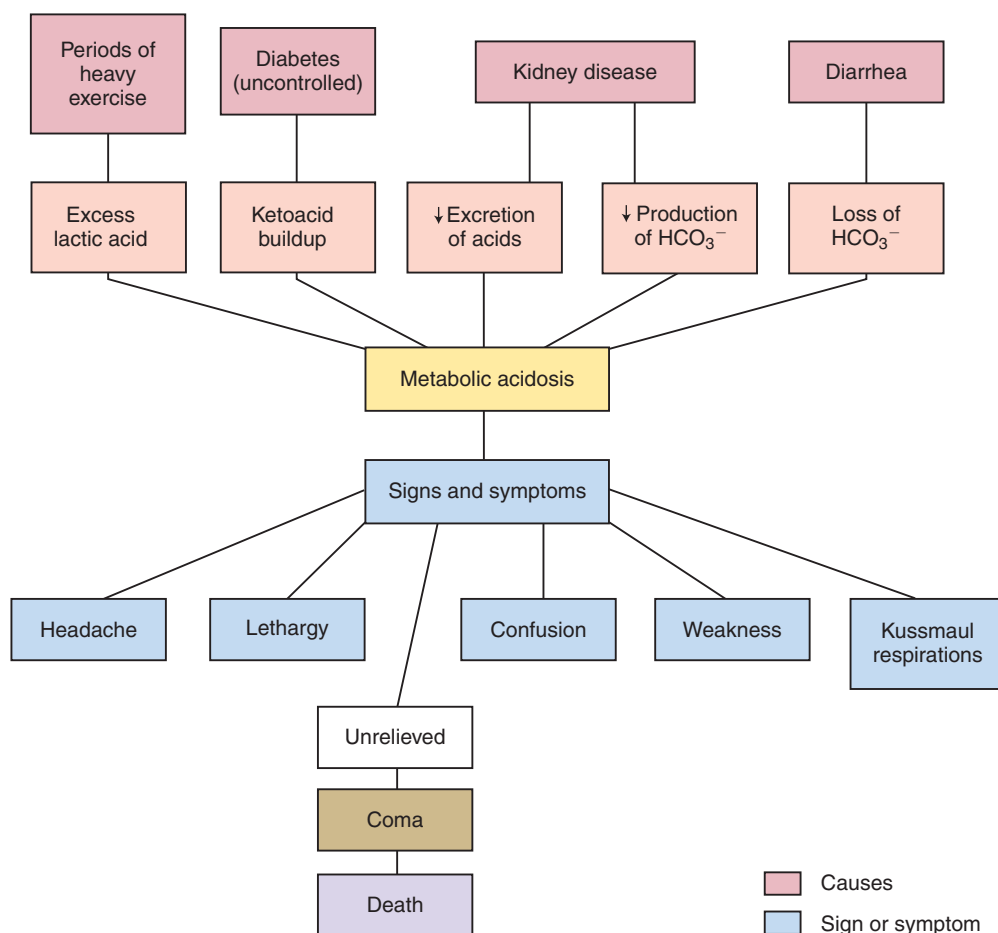 Periods of
heavy
exercise
Diabetes
(uncontrolled)
Kidney disease
Diarrhea
Excess
lactic acid
Ketoacid
buildup
↓Excretion
of acids
↓ Production
of HCO₃⁻
Loss of
HCO₃⁻
Metabolic acidosis
Signs and symptoms
Headache
Lethargy
Confusion
Weakness
Kussmaul
respirations
Unrelieved
Coma
Death
Causes
Sign or symptom